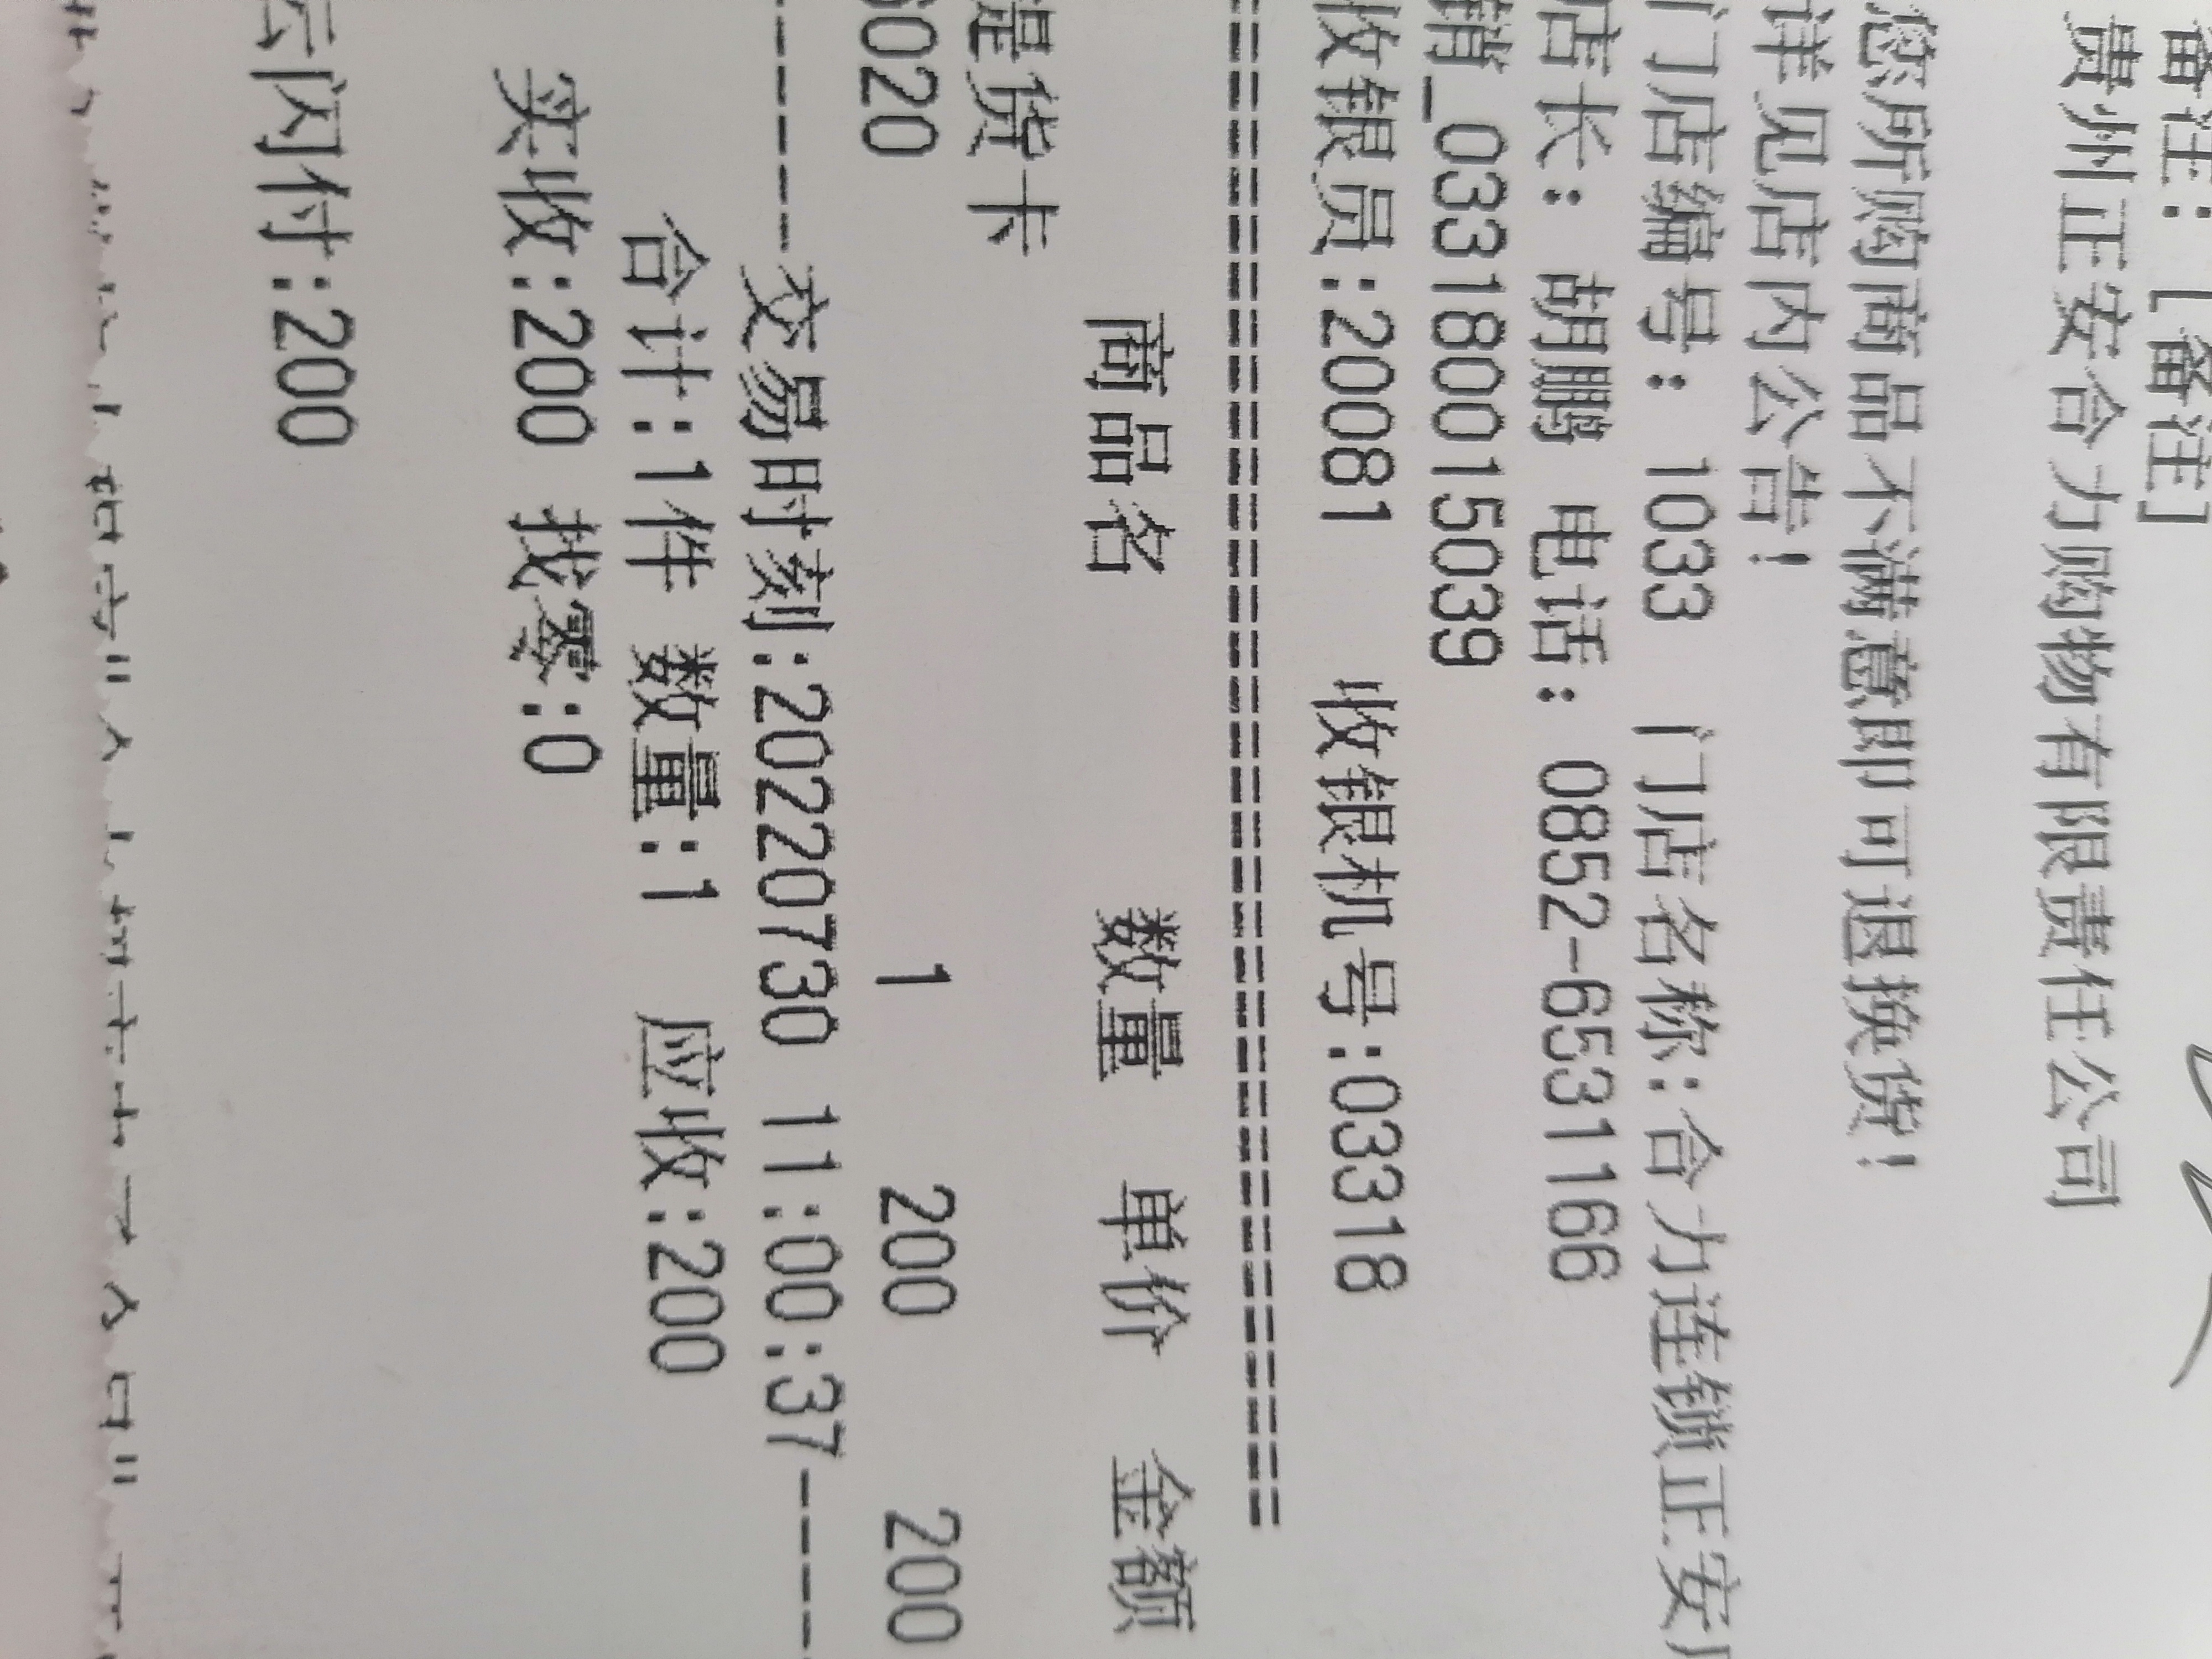 备注: [备注]
贵州正安合力购物有限责任公司
您所购商品不满意即可退换货!
详见店内公告!
门店编号: 1033 门店名称:合力连锁正安
店长: 胡鹏 电话: 0852-6531166
销_033180015039
收银员:20081 收银机号:03318
================================
商品名 数量 单价 金额
提货卡
6020 1 200 200
------交易时刻:20220730 11:00:37-----
合计:1件 数量:1 应收:200
实收:200 找零:0
云闪付:200